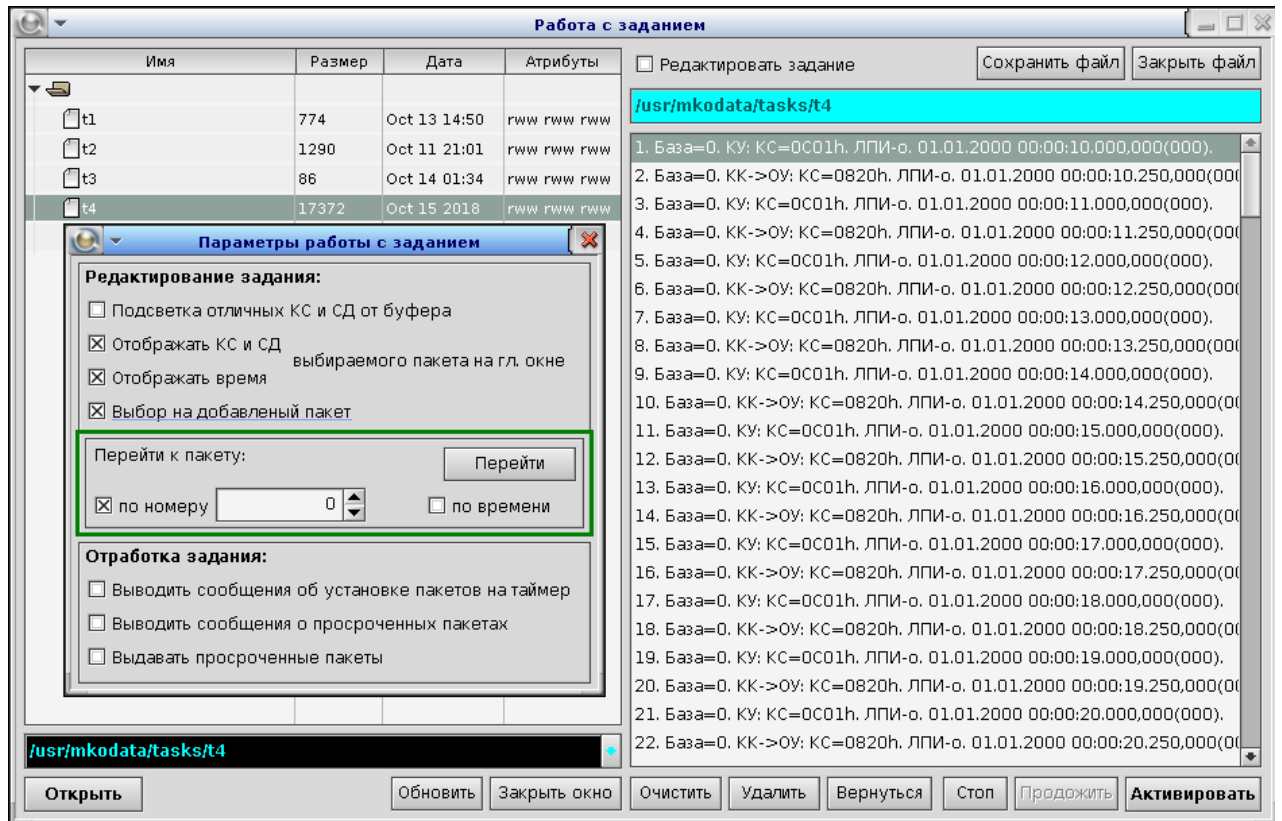 Работа с заданием
Имя Размер Дата Атрибуты
t1 774 Oct 13 14:50 rww rww rww
t2 1290 Oct 11 21:01 rww rww rww
t3 86 Oct 14 01:34 rww rww rww
t4 17372 Oct 15 2018 rww rww rww
Параметры работы с заданием
Редактирование задания:
Подсветка отличных КС и СД от буфера
Отображать КС и СД
выбираемого пакета на гл. окне
Отображать время
Выбор на добавленый пакет
Перейти к пакету:
Перейти
по номеру 0 по времени
Отработка задания:
Выводить сообщения об установке пакетов на таймер
Выводить сообщения о просроченных пакетах
Выдавать просроченные пакеты
/usr/mkodata/tasks/t4
Открыть Обновить Закрыть окно
Редактировать задание Сохранить файл Закрыть файл
/usr/mkodata/tasks/t4
1. База=0. КУ: КС=0C01h. ЛПИ-о. 01.01.2000 00:00:10.000,000(000).
2. База=0. КК->ОУ: КС=0820h. ЛПИ-о. 01.01.2000 00:00:10.250,000(00
3. База=0. КУ: КС=0C01h. ЛПИ-о. 01.01.2000 00:00:11.000,000(000).
4. База=0. КК->ОУ: КС=0820h. ЛПИ-о. 01.01.2000 00:00:11.250,000(00
5. База=0. КУ: КС=0C01h. ЛПИ-о. 01.01.2000 00:00:12.000,000(000).
6. База=0. КК->ОУ: КС=0820h. ЛПИ-о. 01.01.2000 00:00:12.250,000(00
7. База=0. КУ: КС=0C01h. ЛПИ-о. 01.01.2000 00:00:13.000,000(000).
8. База=0. КК->ОУ: КС=0820h. ЛПИ-о. 01.01.2000 00:00:13.250,000(00
9. База=0. КУ: КС=0C01h. ЛПИ-о. 01.01.2000 00:00:14.000,000(000).
10. База=0. КК->ОУ: КС=0820h. ЛПИ-о. 01.01.2000 00:00:14.250,000(0
11. База=0. КУ: КС=0C01h. ЛПИ-о. 01.01.2000 00:00:15.000,000(000).
12. База=0. КК->ОУ: КС=0820h. ЛПИ-о. 01.01.2000 00:00:15.250,000(0
13. База=0. КУ: КС=0C01h. ЛПИ-о. 01.01.2000 00:00:16.000,000(000).
14. База=0. КК->ОУ: КС=0820h. ЛПИ-о. 01.01.2000 00:00:16.250,000(0
15. База=0. КУ: КС=0C01h. ЛПИ-о. 01.01.2000 00:00:17.000,000(000).
16. База=0. КК->ОУ: КС=0820h. ЛПИ-о. 01.01.2000 00:00:17.250,000(0
17. База=0. КУ: КС=0C01h. ЛПИ-о. 01.01.2000 00:00:18.000,000(000).
18. База=0. КК->ОУ: КС=0820h. ЛПИ-о. 01.01.2000 00:00:18.250,000(0
19. База=0. КУ: КС=0C01h. ЛПИ-о. 01.01.2000 00:00:19.000,000(000).
20. База=0. КК->ОУ: КС=0820h. ЛПИ-о. 01.01.2000 00:00:19.250,000(0
21. База=0. КУ: КС=0C01h. ЛПИ-о. 01.01.2000 00:00:20.000,000(000).
22. База=0. КК->ОУ: КС=0820h. ЛПИ-о. 01.01.2000 00:00:20.250,000(0
Очистить Удалить Вернуться Стоп Продожить Активировать